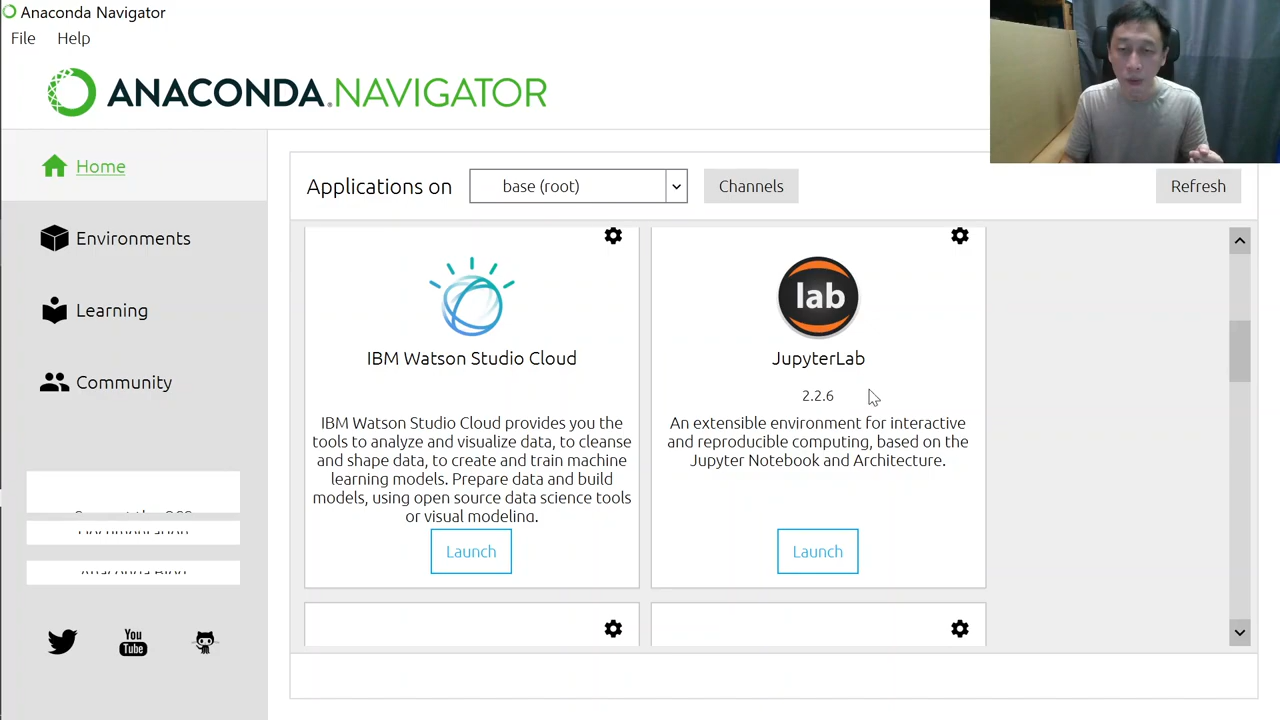 Anaconda Navigator
File Help
ANACONDA.NAVIGATOR
Home
Applications on base (root) Channels Refresh
Environments
Learning
Community
IBM Watson Studio Cloud
IBM Watson Studio Cloud provides you the
tools to analyze and visualize data, to cleanse
and shape data, to create and train machine
learning models. Prepare data and build
models, using open source data science tools
or visual modeling.
Launch
lab
JupyterLab
2.2.6
An extensible environment for interactive
and reproducible computing, based on the
Jupyter Notebook and Architecture.
Launch
You
Tube